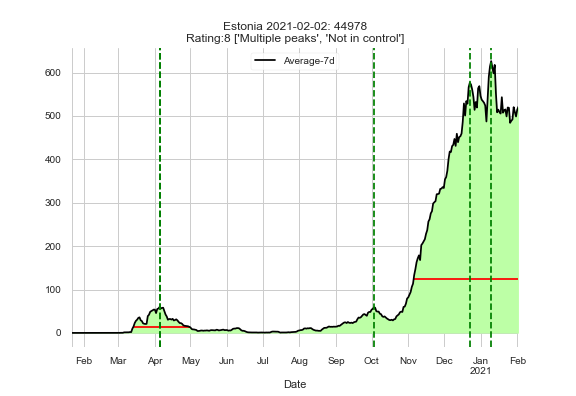 Estonia 2021-02-02: 44978
Rating:8 ['Multiple peaks', 'Not in control']
Average-7d
600
500
400
300
200
100
0
Feb Mar Apr May Jun Jul Aug Sep Oct Nov Dec Jan Feb
2021
Date